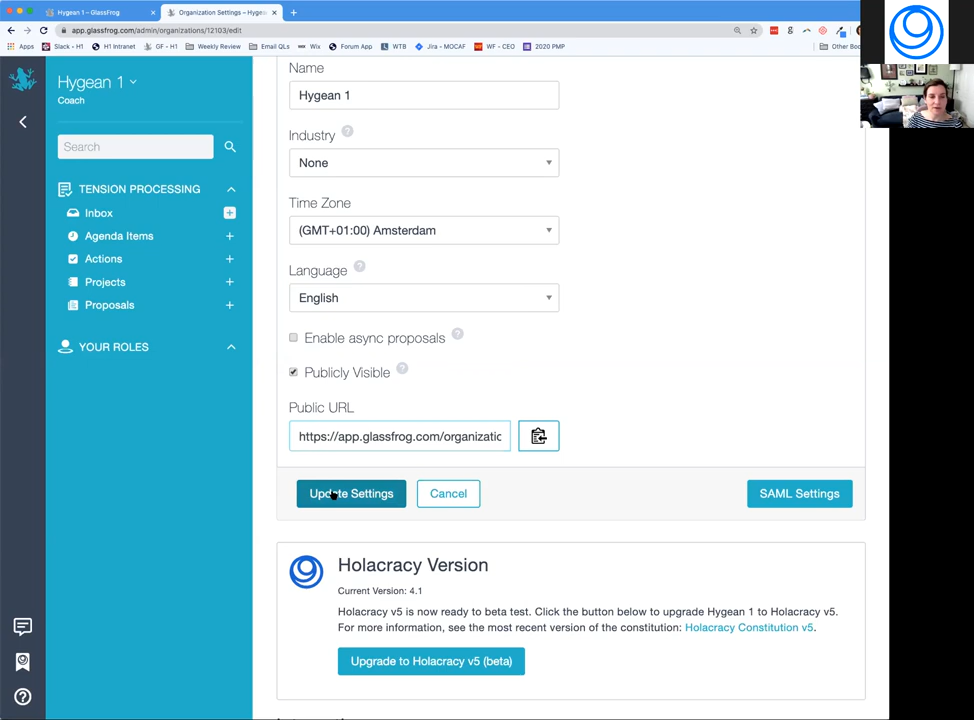 Hygean 1 – GlassFrog
Organization Settings – Hygea
app.glassfrog.com/admin/organizations/12103/edit
Apps
Slack • H1
H1 Intranet
GF • H1
Weekly Review
Email QLs
Wix
Forum App
WTB
Jira • MOCAF
WF • CEO
2020 PMP
Other Boo
Hygean 1
Coach
Search
TENSION PROCESSING
Inbox
Agenda Items
Actions
Projects
Proposals
YOUR ROLES
Name
Hygean 1
Industry
None
Time Zone
(GMT+01:00) Amsterdam
Language
English
Enable async proposals
Publicly Visible
Public URL
https://app.glassfrog.com/organizatio
Update Settings
Cancel
SAML Settings
Holacracy Version
Current Version: 4.1
Holacracy v5 is now ready to beta test. Click the button below to upgrade Hygean 1 to Holacracy v5.
For more information, see the most recent version of the constitution: Holacracy Constitution v5.
Upgrade to Holacracy v5 (beta)